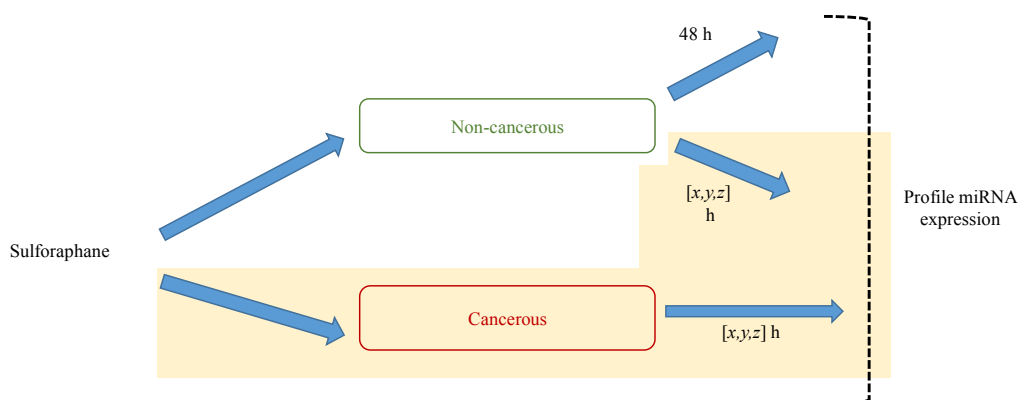 48 h
Non-cancerous
[x,y,z]
h
Profile miRNA
expression
Sulforaphane
Cancerous
[x,y,z] h